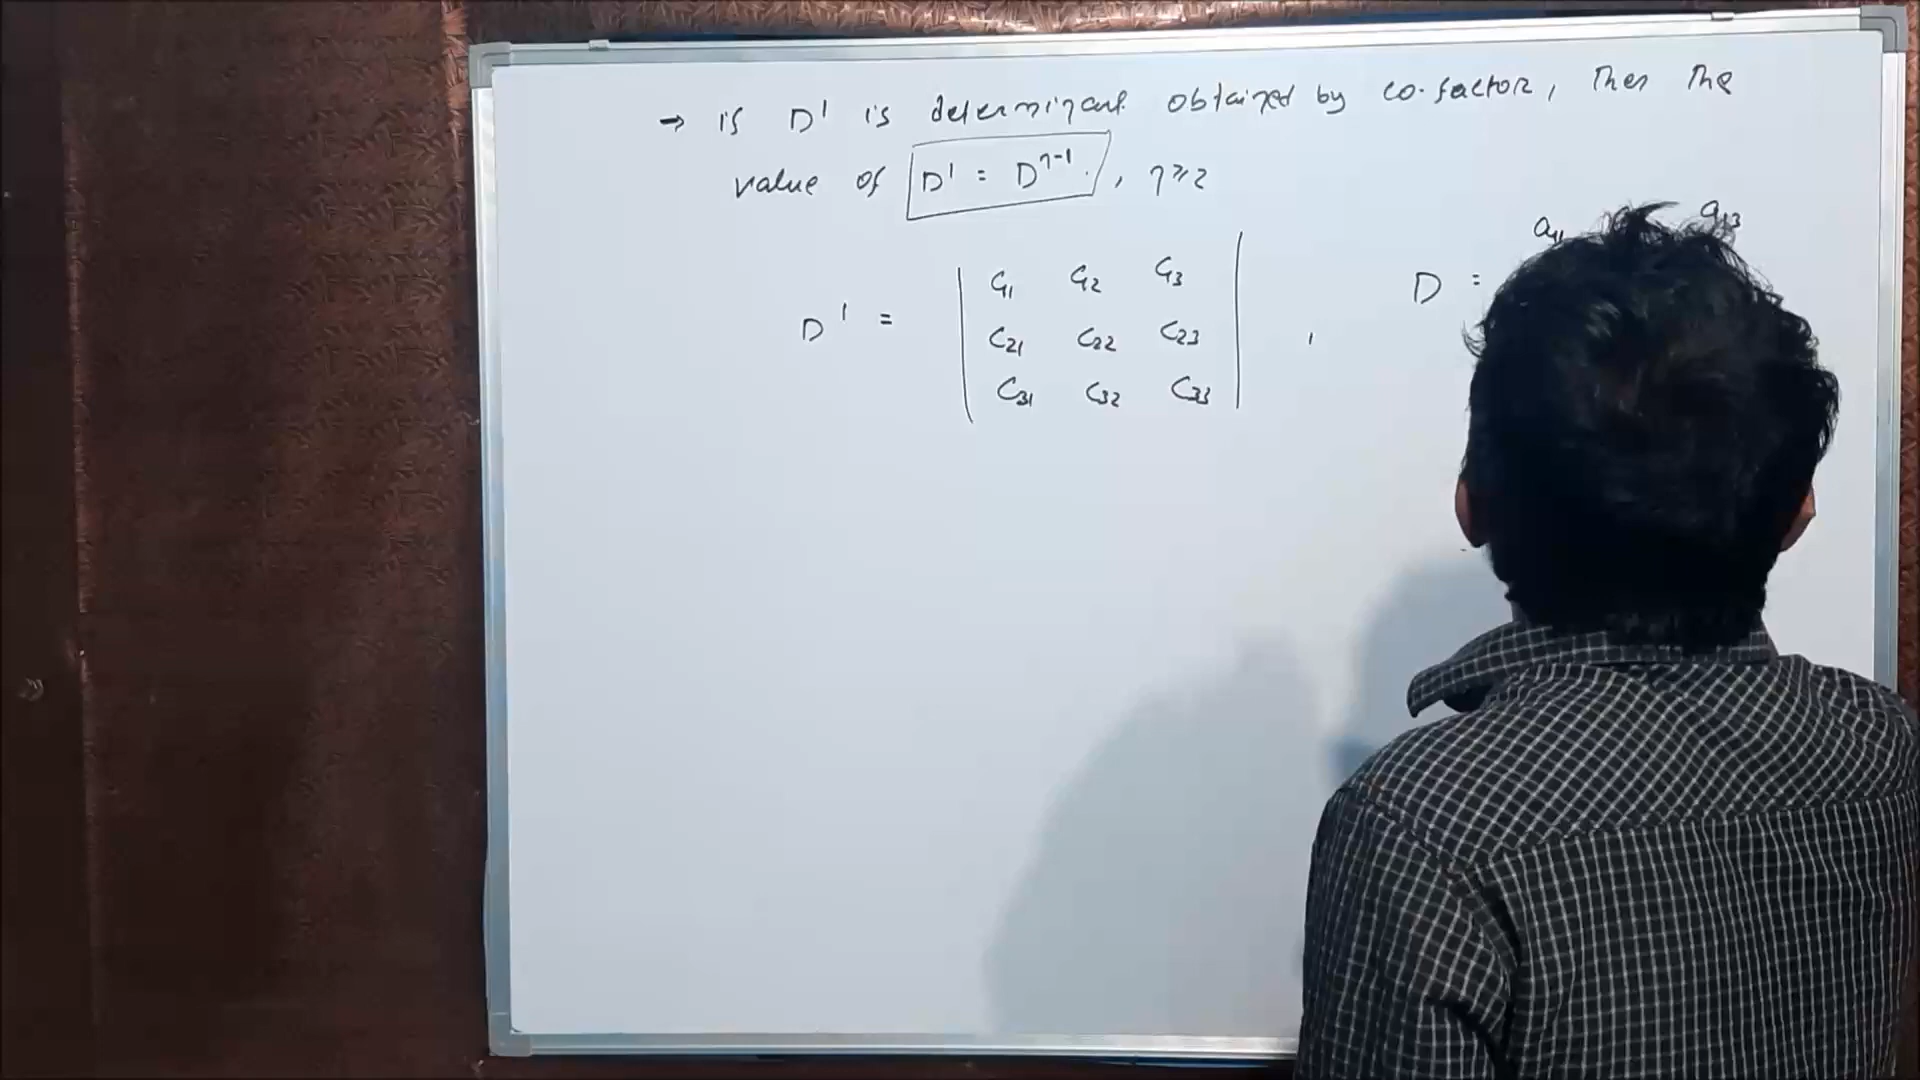 → if D' is determinant obtained by co-factor, then the
value of D' = Dⁿ⁻¹. , n ≥ 2
a₁₁ a₁₃
D' = | C₁₁ C₁₂ C₁₃ | , D =
C₂₁ C₂₂ C₂₃
C₃₁ C₃₂ C₃₃